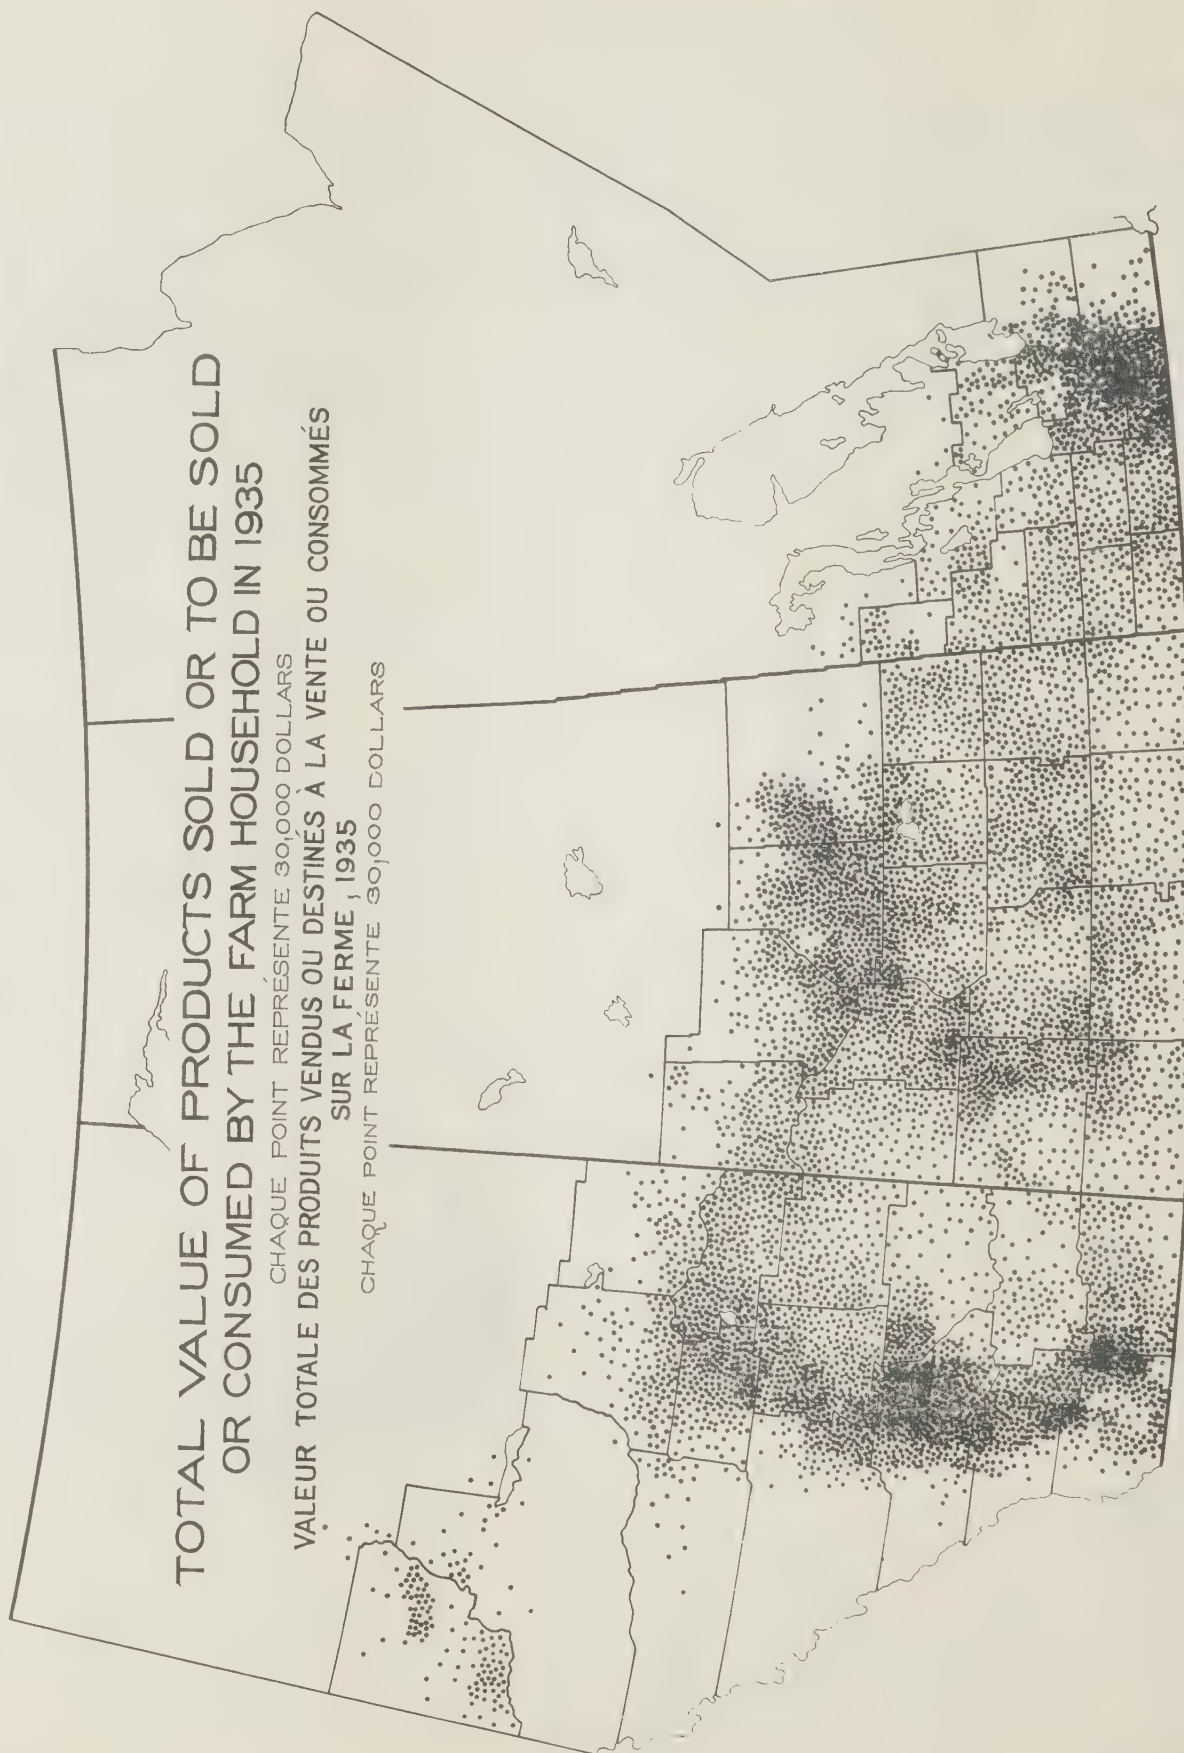 TOTAL VALUE OF PRODUCTS SOLD OR TO BE SOLD
OR CONSUMED BY THE FARM HOUSEHOLD IN 1935
CHAQUE POINT REPRÉSENTE 30,000 DOLLARS
VALEUR TOTALE DES PRODUITS VENDUS OU DESTINÉS À LA VENTE OU CONSOMMÉS
SUR LA FERME, 1935
CHAQUE POINT REPRÉSENTE 30,000 DOLLARS